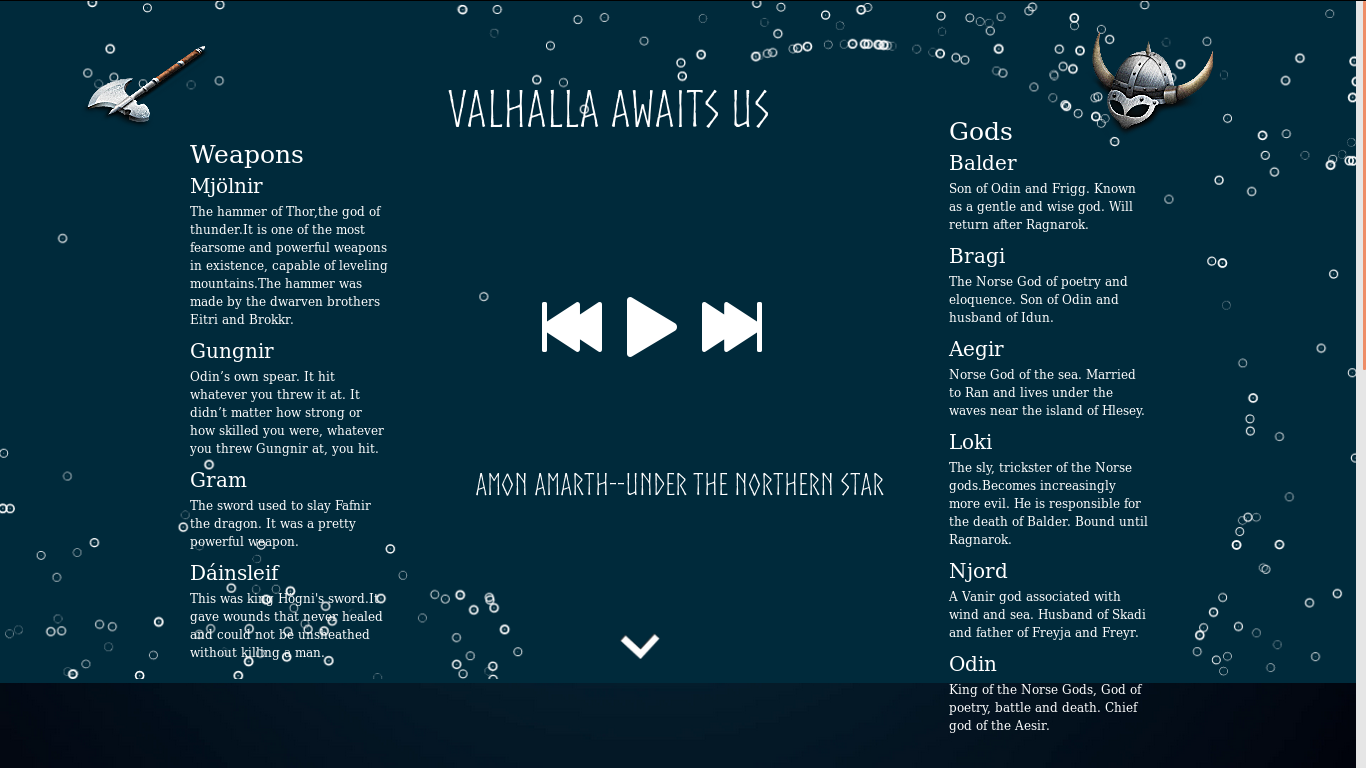 VALHALLA AWAITS US
Weapons
Mjölnir
The hammer of Thor,the god of
thunder.It is one of the most
fearsome and powerful weapons
in existence, capable of leveling
mountains.The hammer was
made by the dwarven brothers
Eitri and Brokkr.
Gungnir
Odin’s own spear. It hit
whatever you threw it at. It
didn’t matter how strong or
how skilled you were, whatever
you threw Gungnir at, you hit.
Gram
The sword used to slay Fafnir
the dragon. It was a pretty
powerful weapon.
Dáinsleif
This was king Högni's sword.It
gave wounds that never healed
and could not be unsheathed
without killing a man.
AMON AMARTH--UNDER THE NORTHERN STAR
Gods
Balder
Son of Odin and Frigg. Known
as a gentle and wise god. Will
return after Ragnarok.
Bragi
The Norse God of poetry and
eloquence. Son of Odin and
husband of Idun.
Aegir
Norse God of the sea. Married
to Ran and lives under the
waves near the island of Hlesey.
Loki
The sly, trickster of the Norse
gods.Becomes increasingly
more evil. He is responsible for
the death of Balder. Bound until
Ragnarok.
Njord
A Vanir god associated with
wind and sea. Husband of Skadi
and father of Freyja and Freyr.
Odin
King of the Norse Gods, God of
poetry, battle and death. Chief
god of the Aesir.